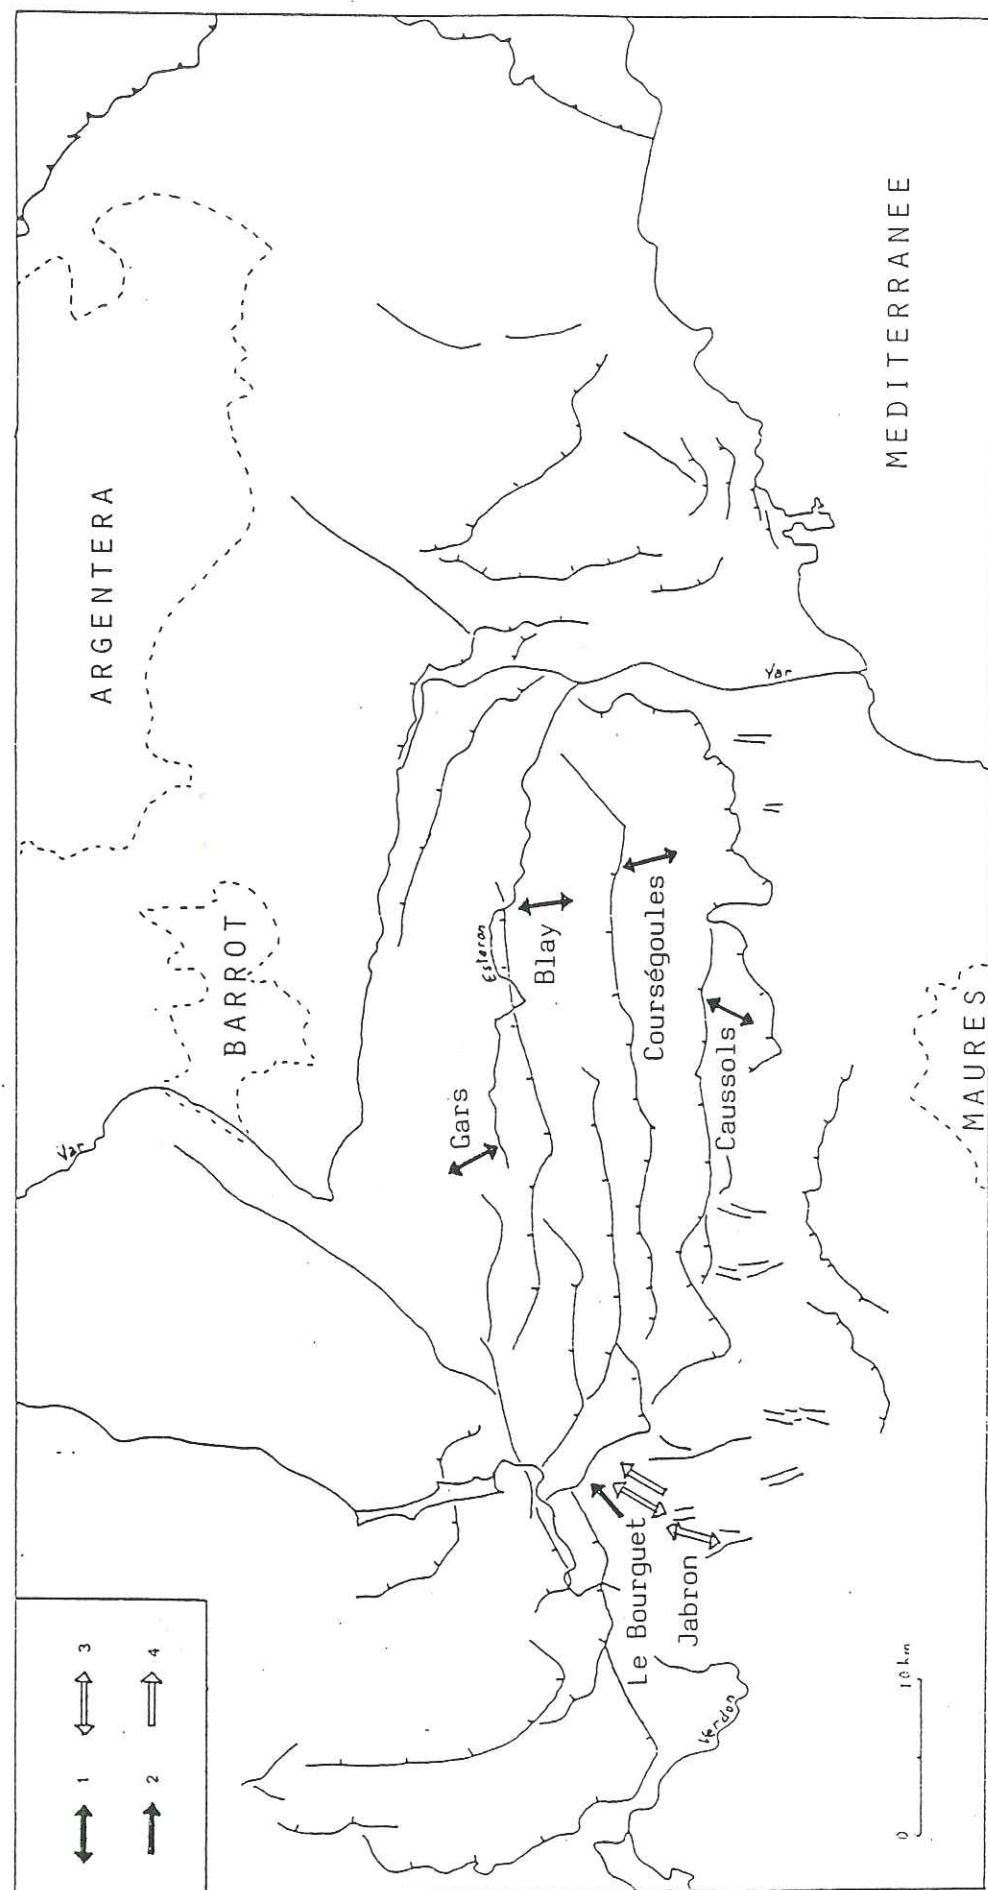 1
3
2
4
ARGENTERA
BARROT
Var
Esteron
Gars
Blay
Var
Courségoules
Caussols
Le Bourguet
Jabron
Verdon
MAURES
MEDITERRANEE
0
10 km